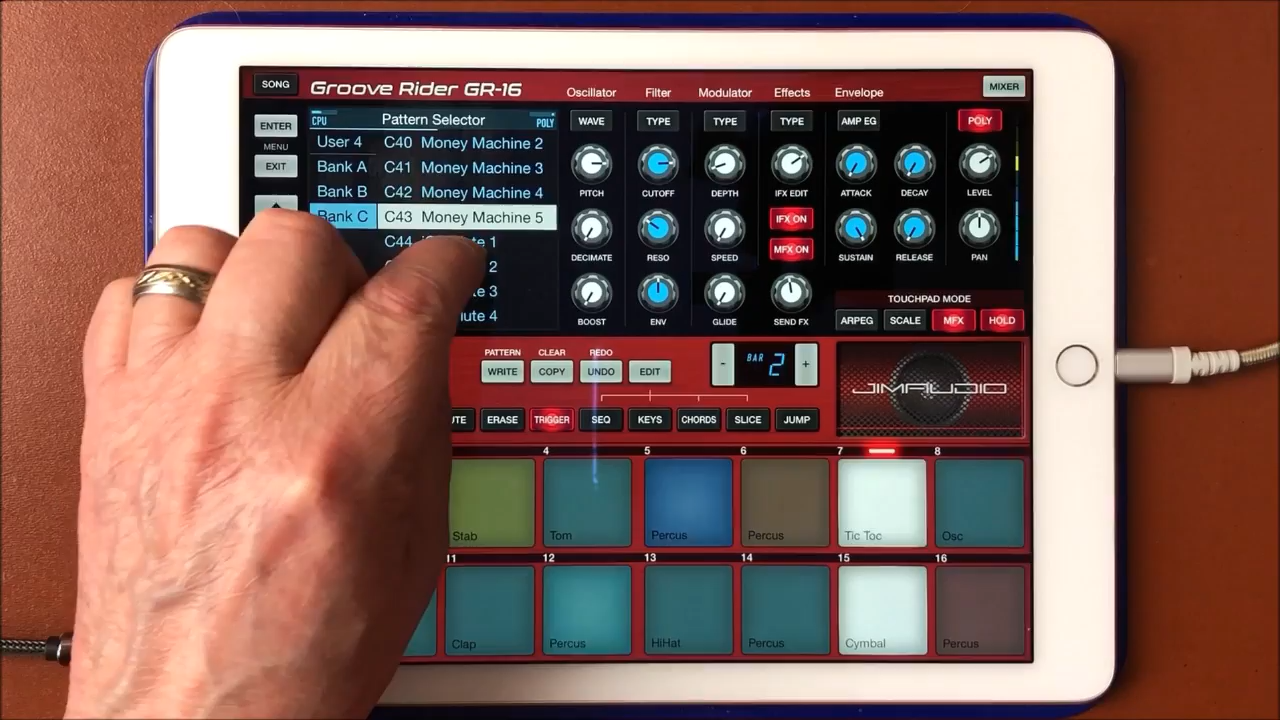 SONG
Groove Rider GR-16
Oscillator Filter Modulator Effects Envelope
MIXER
ENTER
MENU
EXIT
CPU Pattern Selector POLY
User 4 C40 Money Machine 2
Bank A C41 Money Machine 3
Bank B C42 Money Machine 4
Bank C C43 Money Machine 5
C44 1
2
3
4
WAVE TYPE TYPE TYPE AMP EG POLY
PITCH CUTOFF DEPTH IFX EDIT ATTACK DECAY LEVEL
IFX ON
DECIMATE RESO SPEED MFX ON SUSTAIN RELEASE PAN
BOOST ENV GLIDE SEND FX
TOUCHPAD MODE
ARPEG SCALE MFX HOLD
PATTERN CLEAR REDO
WRITE COPY UNDO EDIT
- BAR 2 +
JIMAUDIO
ERASE TRIGGER SEQ KEYS CHORDS SLICE JUMP
4 5 6 7 8
Stab Tom Percus Percus Tic Toc Osc
11 12 13 14 15 16
Clap Percus HiHat Percus Cymbal Percus